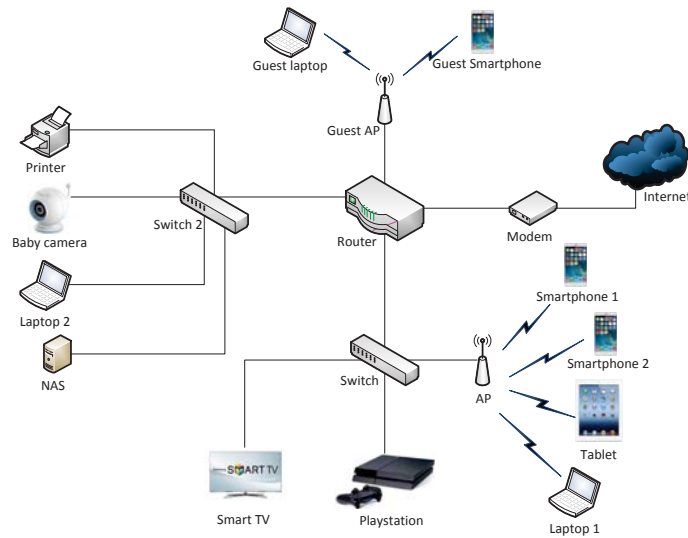 Guest laptop
Guest Smartphone
Guest AP
Printer
Internet
Baby camera
Switch 2
Router
Modem
Smartphone 1
Laptop 2
NAS
Switch
AP
Smartphone 2
SMART TV
Tablet
Smart TV
Playstation
Laptop 1